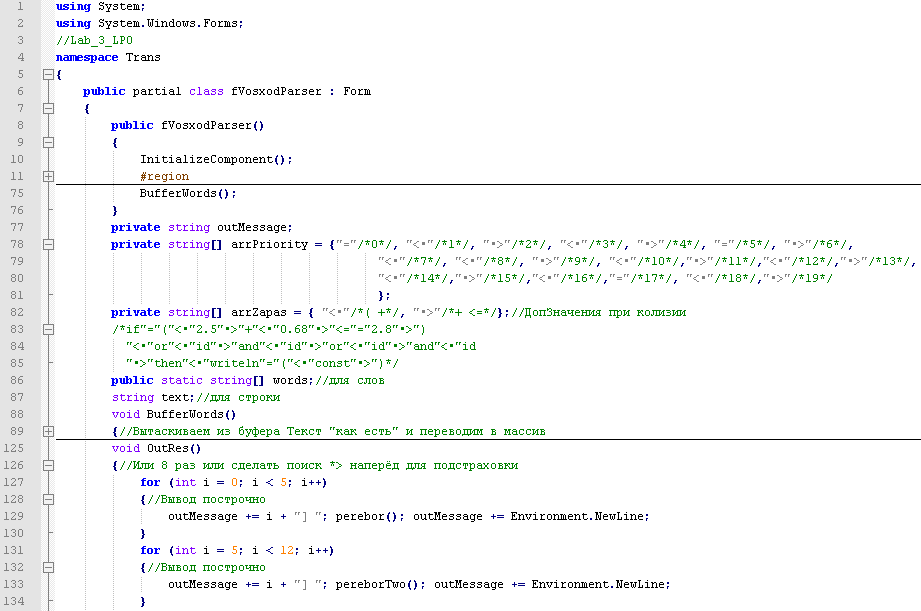 1 using System;
2 using System.Windows.Forms;
3 //Lab_3_LPO
4 namespace Trans
5 {
6 public partial class fVosxodParser : Form
7 {
8 public fVosxodParser()
9 {
10 InitializeComponent();
11 #region
75 BufferWords();
76 }
77 private string outMessage;
78 private string[] arrPriority = {"="/*0*/, "<•"/*1*/, "•>"/*2*/, "<•"/*3*/, "•>"/*4*/, "="/*5*/, "•>"/*6*/,
79 "<•"/*7*/, "<•"/*8*/, "•>"/*9*/, "<•"/*10*/,"•>"/*11*/,"<•"/*12*/,"•>"/*13*/,
80 "<•"/*14*/,"•>"/*15*/,"<•"/*16*/,"="/*17*/, "<•"/*18*/,"•>"/*19*/
81 };
82 private string[] arrZapas = { "<•"/*( +*/, "•>"/*+ <=*/};//ДопЗначения при колизии
83 /*if"="("<•"2.5"•>"+"<•"0.68"•>"<="="2.8"•>")
84 "<•"or"<•"id"•>"and"<•"id"•>"or"<•"id"•>"and"<•"id
85 "•>"then"<•"writeln"="("<•"const"•>")*/
86 public static string[] words;//для слов
87 string text;//для строки
88 void BufferWords()
89 {//Вытаскиваем из буфера Текст "как есть" и переводим в массив
125 void OutRes()
126 {//Или 8 раз или сделать поиск *> наперёд для подстраховки
127 for (int i = 0; i < 5; i++)
128 {//Вывод построчно
129 outMessage += i + "] "; perebor(); outMessage += Environment.NewLine;
130 }
131 for (int i = 5; i < 12; i++)
132 {//Вывод построчно
133 outMessage += i + "] "; pereborTwo(); outMessage += Environment.NewLine;
134 }